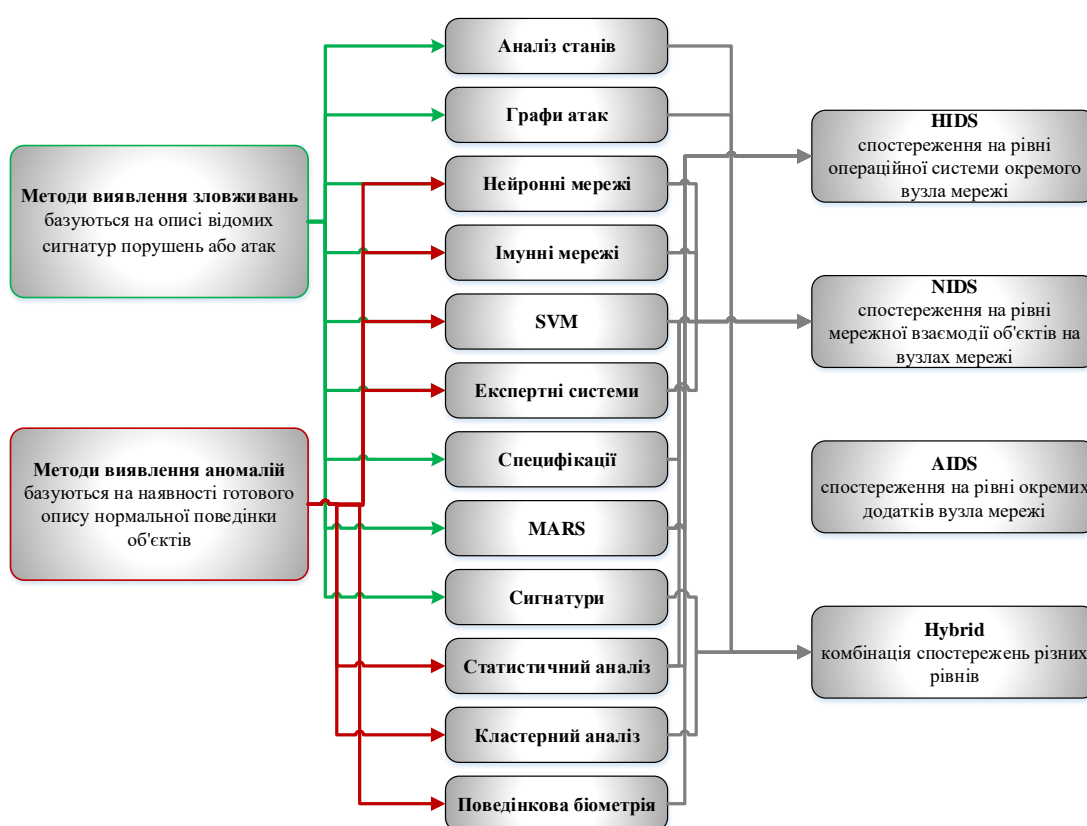 Методи виявлення зловживань
базуються на описі відомих
сигнатур порушень або атак
Методи виявлення аномалій
базуються на наявності готового
опису нормальної поведінки
об'єктів
Аналіз станів
Графи атак
Нейронні мережі
Імунні мережі
SVM
Експертні системи
Специфікації
MARS
Сигнатури
Статистичний аналіз
Кластерний аналіз
Поведінкова біометрія
HIDS
спостереження на рівні
операційної системи окремого
вузла мережі
NIDS
спостереження на рівні
мережної взаємодії об'єктів на
вузлах мережі
AIDS
спостереження на рівні окремих
додатків вузла мережі
Hybrid
комбінація спостережень різних
рівнів